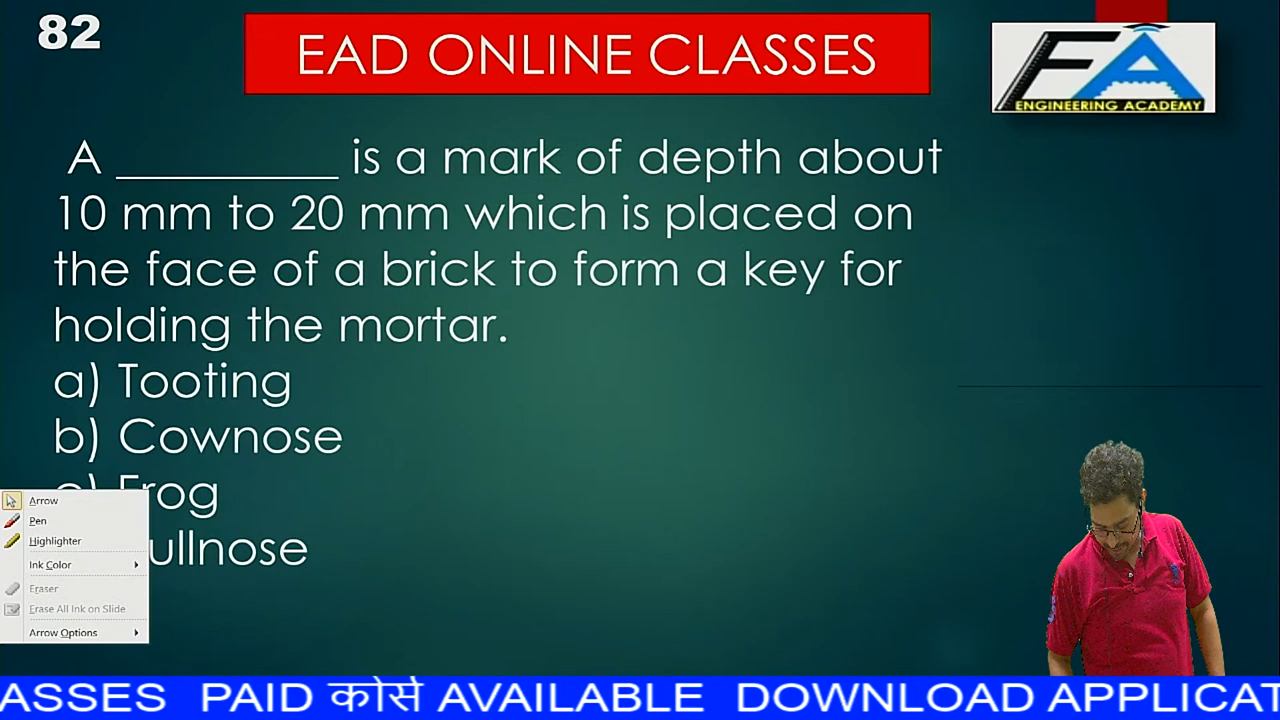 82
EAD ONLINE CLASSES
ENGINEERING ACADEMY
A __________ is a mark of depth about
10 mm to 20 mm which is placed on
the face of a brick to form a key for
holding the mortar.
a) Tooting
b) Cownose
Frog
ullnose
Arrow
Pen
Highlighter
Ink Color
Eraser
Erase All Ink on Slide
Arrow Options
ASSES PAID कोर्स AVAILABLE DOWNLOAD APPLICAT